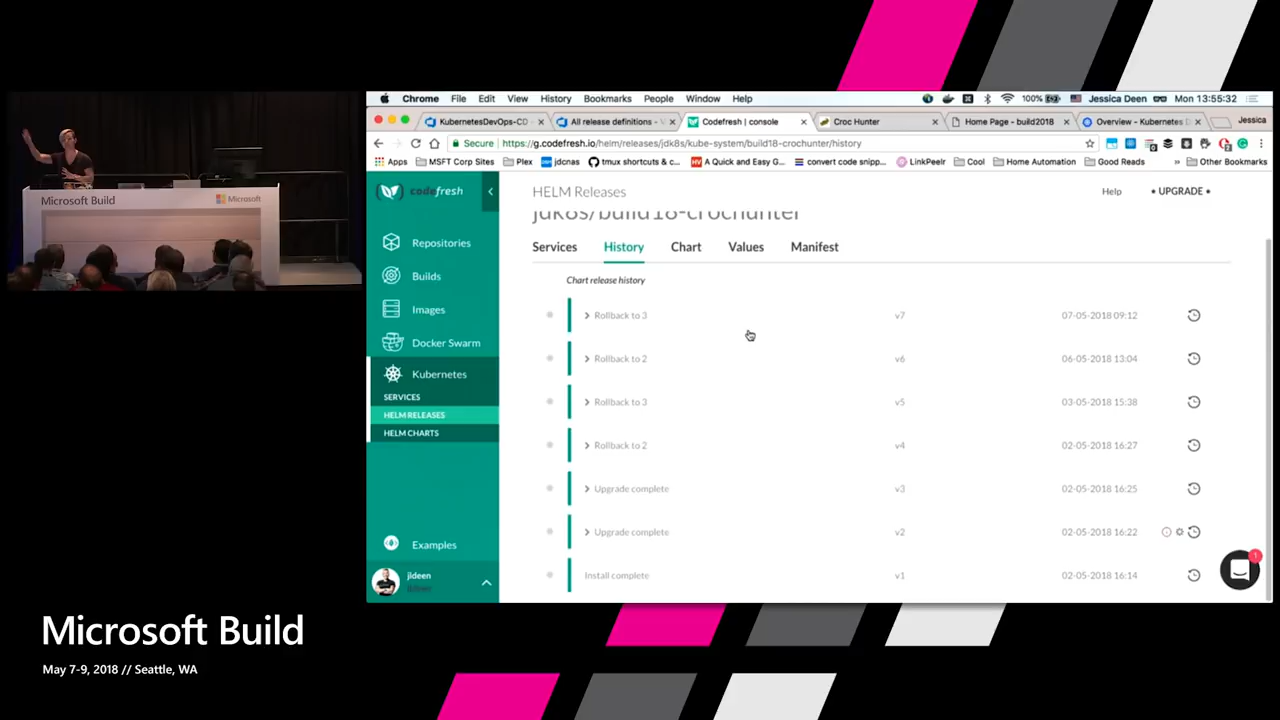 Chrome File Edit View History Bookmarks People Window Help 100% Jessica Deen Mon 13:55:32
KubernetesDevOps-CD - All release definitions - Codefresh | console Croc Hunter Home Page - build2018 Overview - Kubernetes D Jessica
Secure https://g.codefresh.io/helm/releases/jdk8s/kube-system/build18-crochunter/history
Apps MSFT Corp Sites Plex jdcnas tmux shortcuts & c... A Quick and Easy G... convert code snipp... LinkPeelr Cool Home Automation Good Reads » Other Bookmarks
codefresh
HELM Releases
Help
• UPGRADE •
jdk8s/build18-crochunter
Repositories
Builds
Images
Docker Swarm
Kubernetes
SERVICES
HELM RELEASES
HELM CHARTS
Examples
jldeen
Services History Chart Values Manifest
Chart release history
Rollback to 3 v7 07-05-2018 09:12
Rollback to 2 v6 06-05-2018 13:04
Rollback to 3 v5 03-05-2018 15:38
Rollback to 2 v4 02-05-2018 16:27
Upgrade complete v3 02-05-2018 16:25
Upgrade complete v2 02-05-2018 16:22
Install complete v1 02-05-2018 16:14
1
Microsoft Build
Microsoft
Microsoft Build
May 7-9, 2018 // Seattle, WA